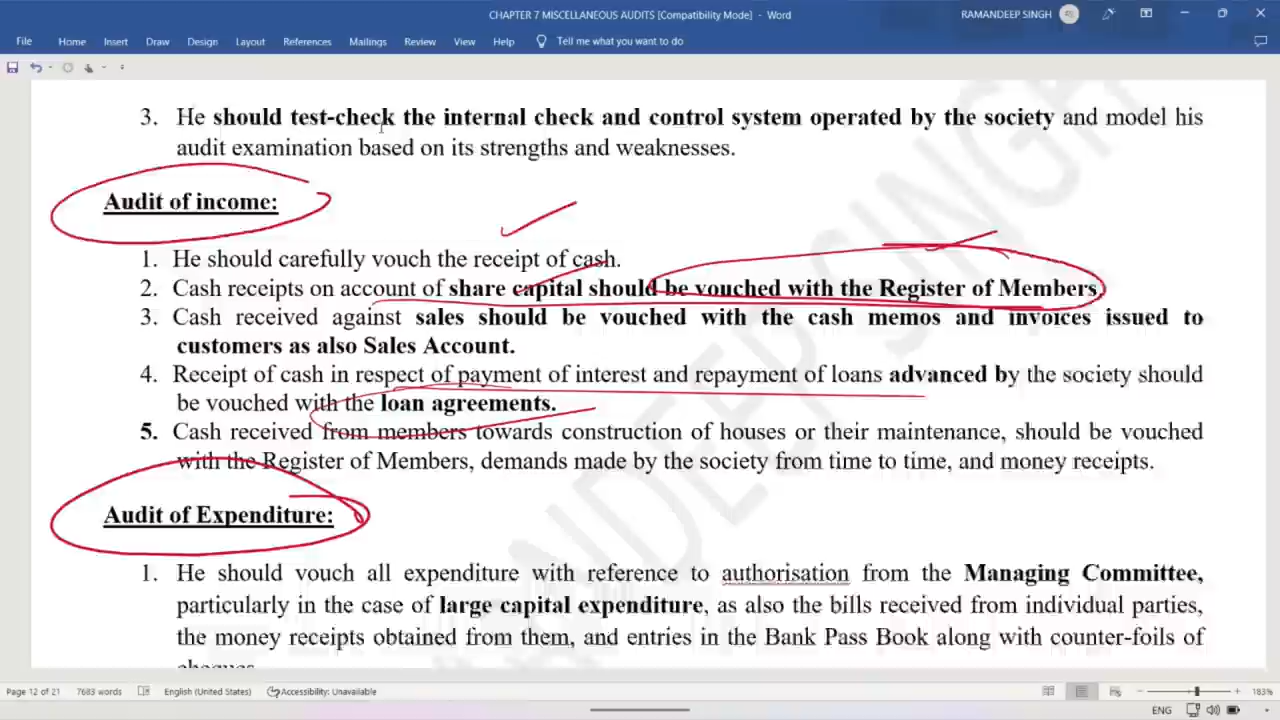 CHAPTER 7 MISCELLANEOUS AUDITS [Compatibility Mode] - Word
RAMANDEEP SINGH
File Home Insert Draw Design Layout References Mailings Review View Help Tell me what you want to do
3. He should test-check the internal check and control system operated by the society and model his
audit examination based on its strengths and weaknesses.
Audit of income:
1. He should carefully vouch the receipt of cash.
2. Cash receipts on account of share capital should be vouched with the Register of Members.
3. Cash received against sales should be vouched with the cash memos and invoices issued to
customers as also Sales Account.
4. Receipt of cash in respect of payment of interest and repayment of loans advanced by the society should
be vouched with the loan agreements.
5. Cash received from members towards construction of houses or their maintenance, should be vouched
with the Register of Members, demands made by the society from time to time, and money receipts.
Audit of Expenditure:
1. He should vouch all expenditure with reference to authorisation from the Managing Committee,
particularly in the case of large capital expenditure, as also the bills received from individual parties,
the money receipts obtained from them, and entries in the Bank Pass Book along with counter-foils of
cheques.
Page 12 of 21 7683 words English (United States) Accessibility: Unavailable 183%
ENG